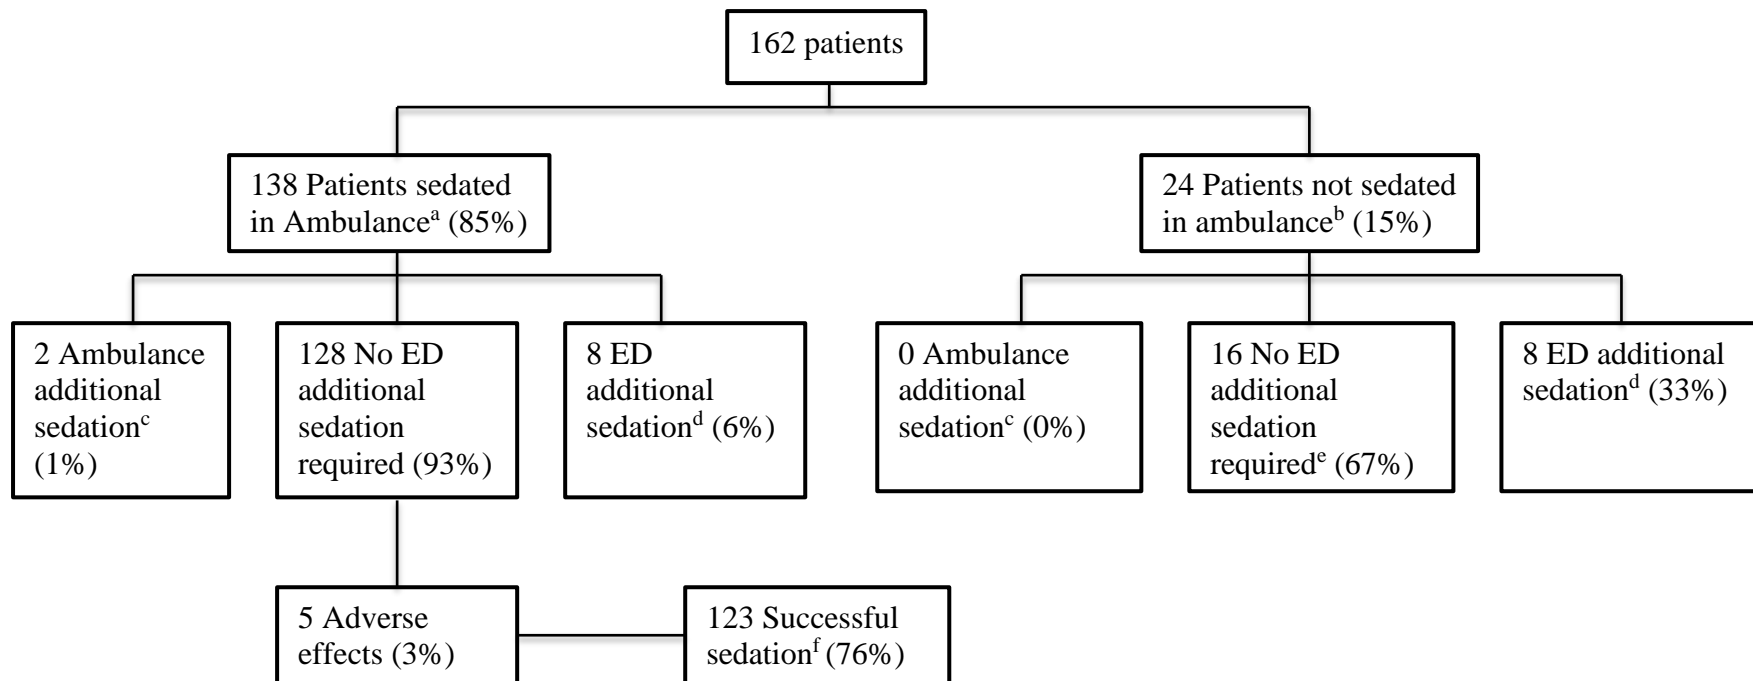 162 patients
138 Patients sedated
in Ambulanceᵃ (85%)
24 Patients not sedated
in ambulanceᵇ (15%)
2 Ambulance
additional
sedationᶜ
(1%)
128 No ED
additional
sedation
required (93%)
8 ED
additional
sedationᵈ (6%)
0 Ambulance
additional
sedationᶜ (0%)
16 No ED
additional
sedation
requiredᵉ (67%)
8 ED additional
sedationᵈ (33%)
5 Adverse
effects (3%)
123 Successful
sedationᶠ (76%)